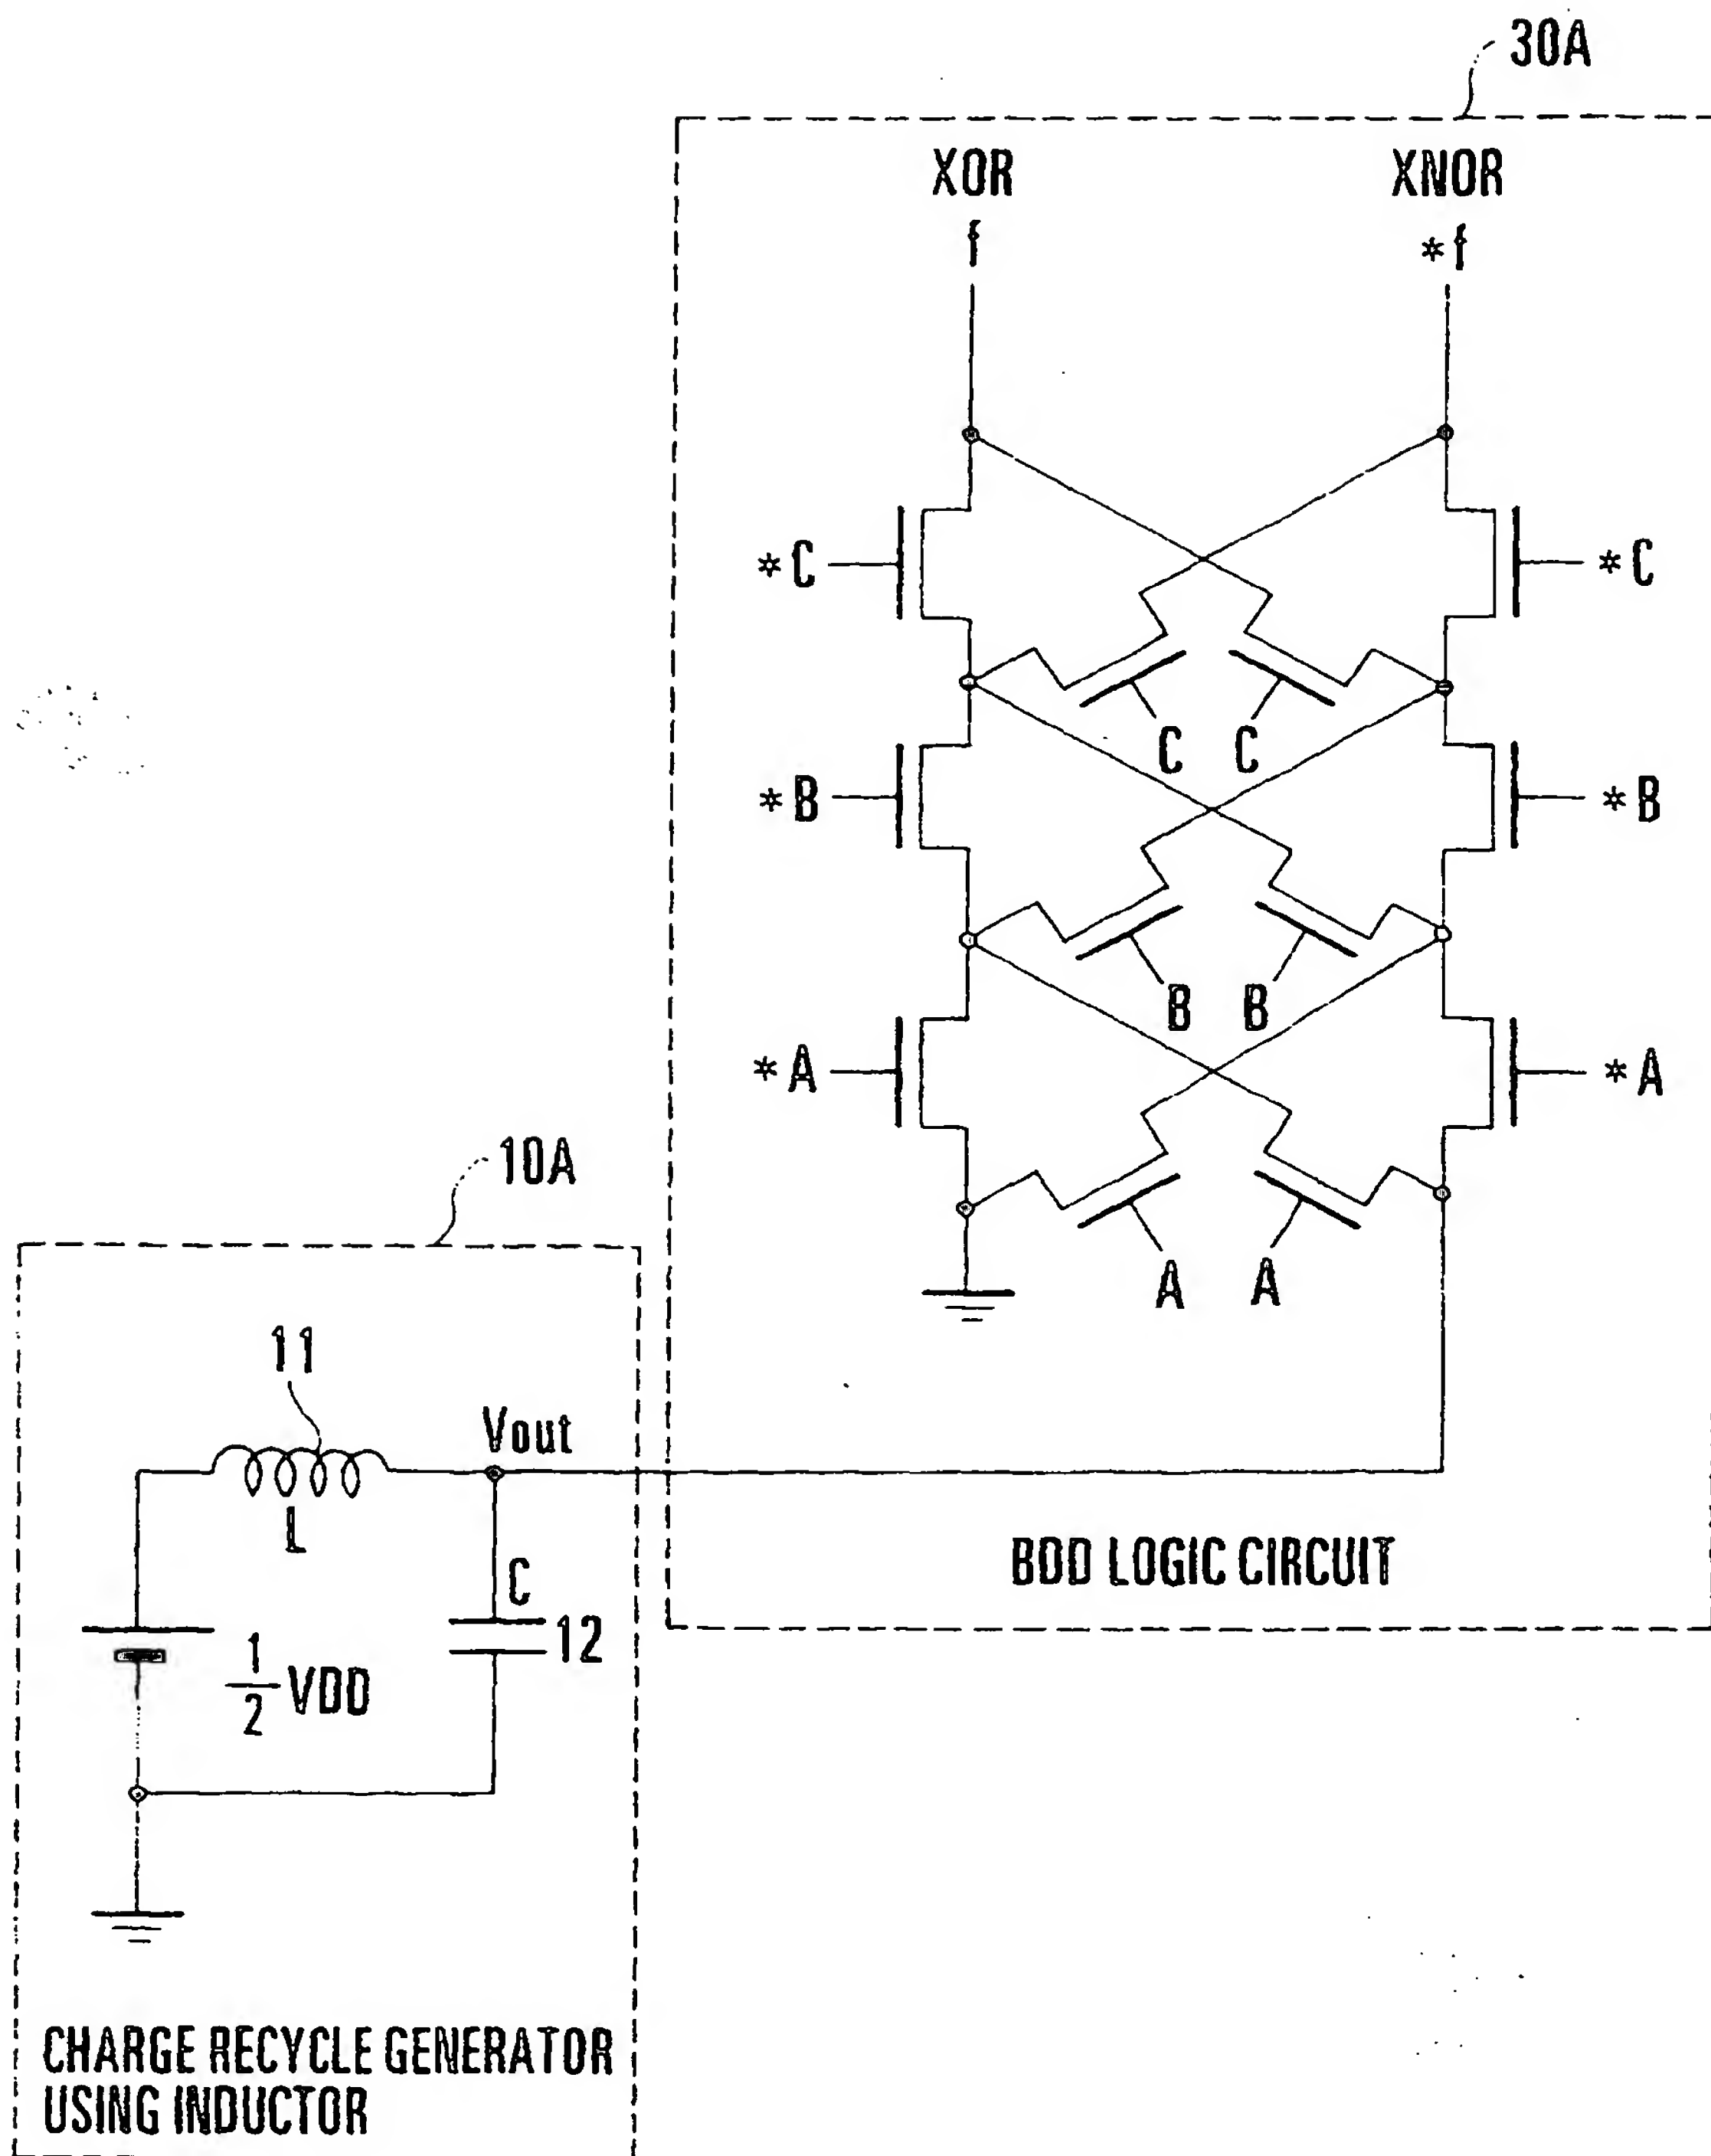 30A
XOR XNOR
f *f
*C *C
C C
*B *B
B B
*A *A
10A
A A
11
Vout
L
C
12
1
2 VDD
BDD LOGIC CIRCUIT
CHARGE RECYCLE GENERATOR
USING INDUCTOR